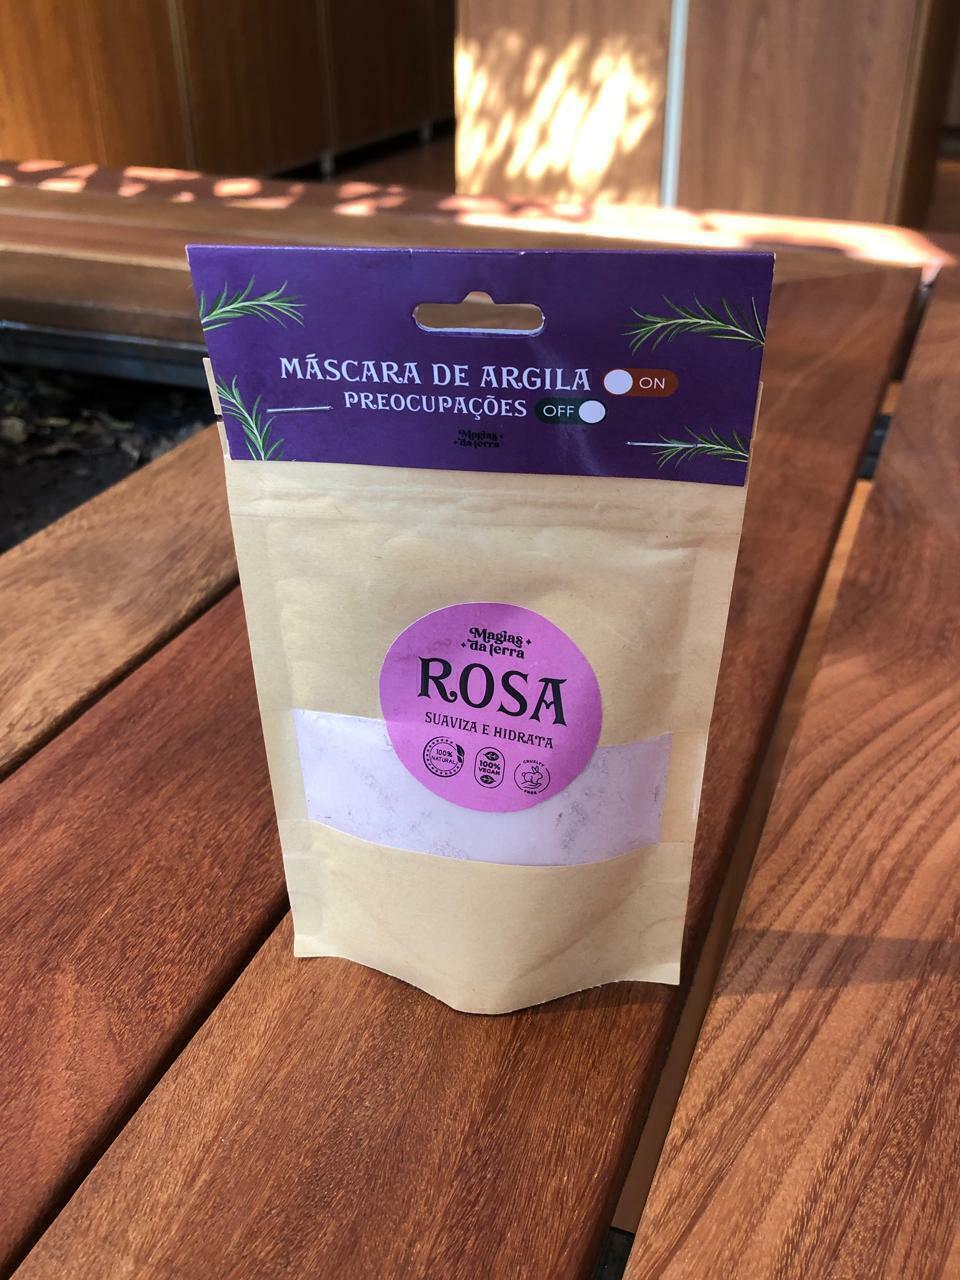 MÁSCARA DE ARGILA ON
PREOCUPAÇÕES OFF
Magias
da terra
Magias
da terra
ROSA
SUAVIZA E HIDRATA
100%
NATURAL
100%
VEGAN
CRUELTY
FREE